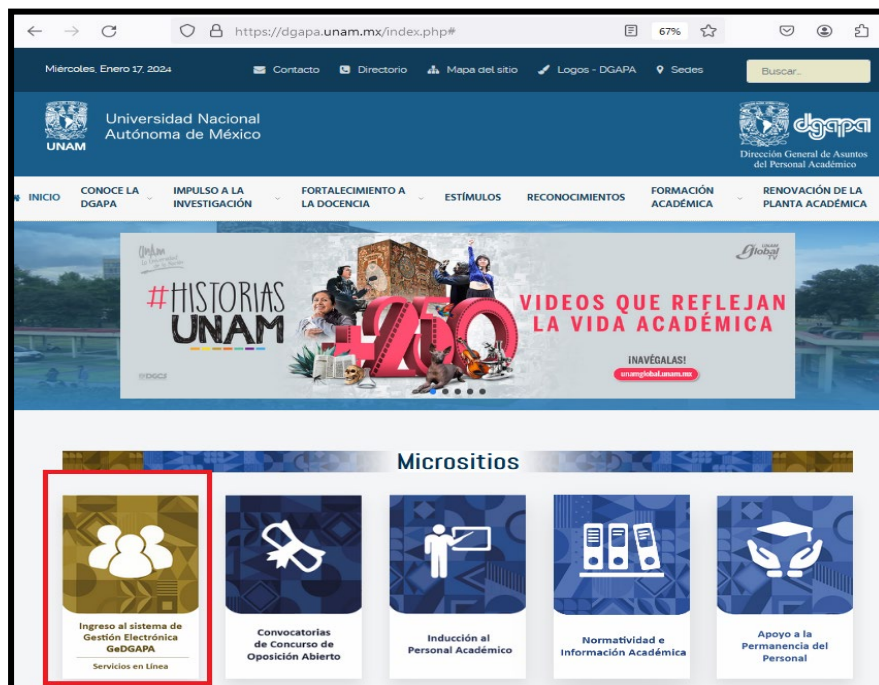 https://dgapa.unam.mx/index.php#
67%
Miércoles, Enero 17, 2024
Contacto
Directorio
Mapa del sitio
Logos - DGAPA
Sedes
Buscar...
UNAM
Universidad Nacional
Autónoma de México
dgapa
Dirección General de Asuntos
del Personal Académico
INICIO
CONOCE LA
DGAPA
IMPULSO A LA
INVESTIGACIÓN
FORTALECIMIENTO A
LA DOCENCIA
ESTÍMULOS
RECONOCIMIENTOS
FORMACIÓN
ACADÉMICA
RENOVACIÓN DE LA
PLANTA ACADÉMICA
#HISTORIAS
UNAM
+250
VIDEOS QUE REFLEJAN
LA VIDA ACADÉMICA
¡NAVÉGALAS!
unamglobal.unam.mx
UNAM
Global
TV
Micrositios
Ingreso al sistema de
Gestión Electrónica
GeDGAPA
Servicios en Línea
Convocatorias
de Concurso de
Oposición Abierto
Inducción al
Personal Académico
Normatividad e
Información Académica
Apoyo a la
Permanencia del
Personal